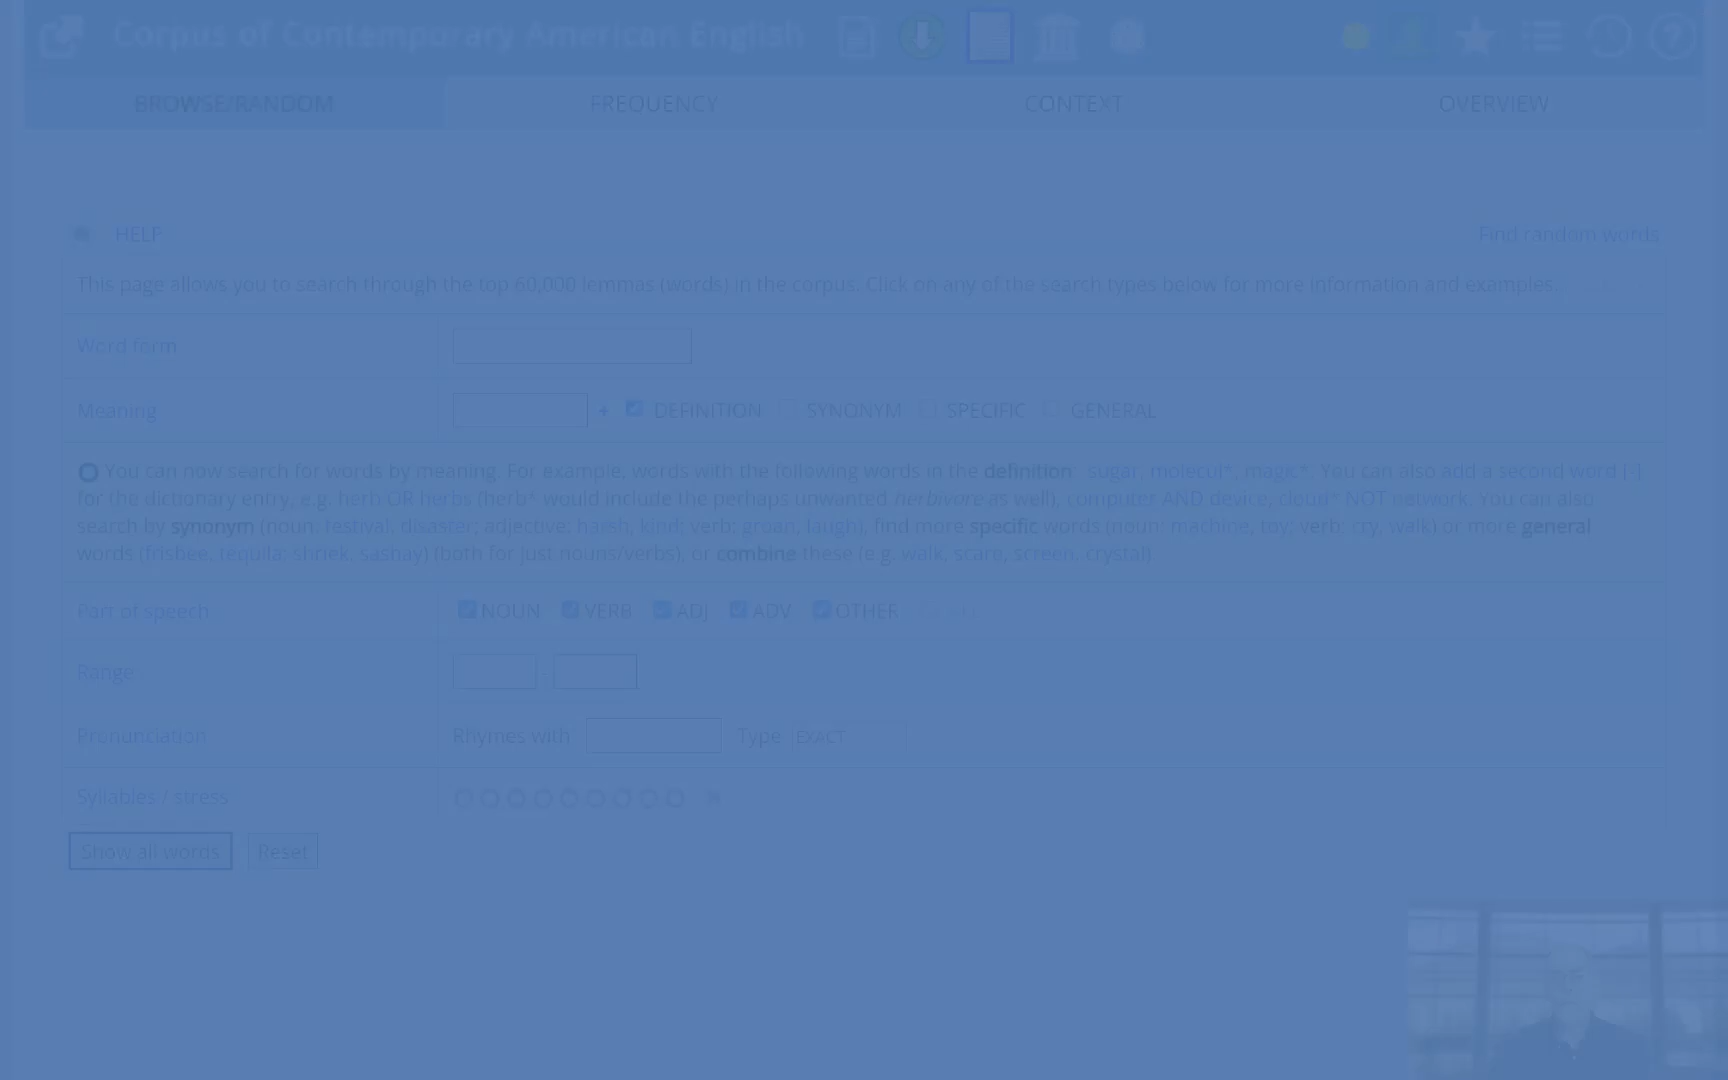 Corpus of Contemporary American English
BROWSE/RANDOM FREQUENCY CONTEXT OVERVIEW
HELP Find random words
This page allows you to search through the top 60,000 lemmas (words) in the corpus. Click on any of the search types below for more information and examples.
Word form
Meaning + DEFINITION SYNONYM SPECIFIC GENERAL
You can now search for words by meaning. For example, words with the following words in the definition: sugar, molecul*, magic*. You can also add a second word [+]
for the dictionary entry, e.g. herb OR herbs (herb* would include the perhaps unwanted herbivore as well), computer AND device, cloud* NOT network. You can also
search by synonym (noun: festival, disaster; adjective: harsh, kind; verb: groan, laugh), find more specific words (noun: machine, toy; verb: cry, walk) or more general
words (frisbee, tequila; shriek, sashay) (both for just nouns/verbs), or combine these (e.g. walk, scare, screen, crystal)
Part of speech NOUN VERB ADJ ADV OTHER
Range
Pronunciation Rhymes with Type EXACT
Syllables / stress
Show all words Reset